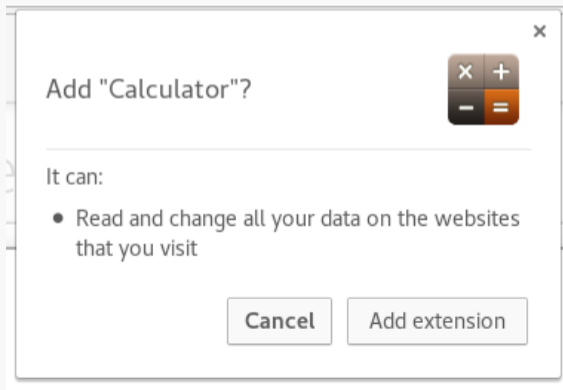 Add "Calculator"?
It can:
Read and change all your data on the websites
that you visit
Cancel
Add extension